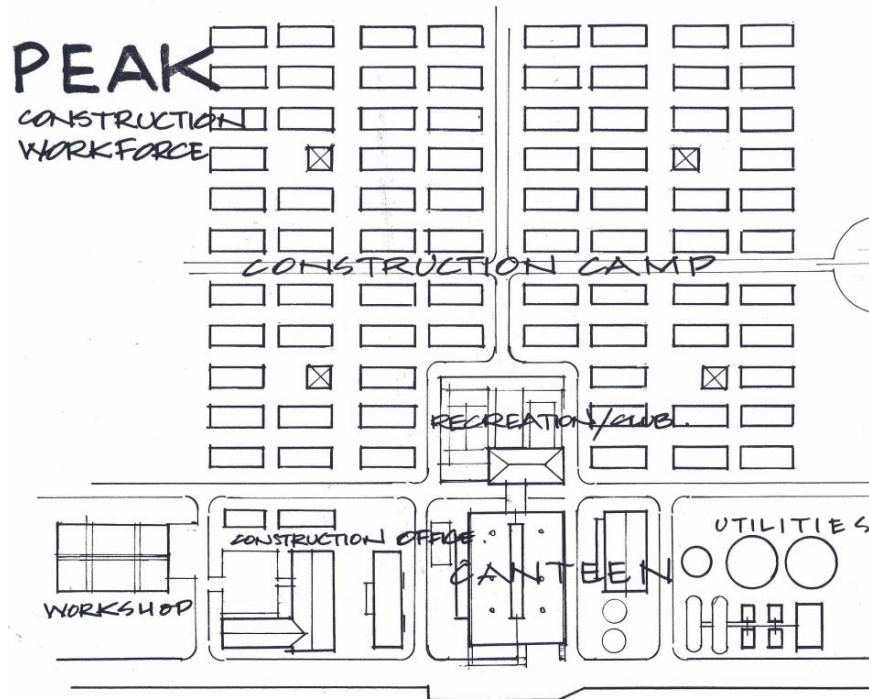 PEAK
CONSTRUCTION
WORKFORCE
CONSTRUCTION CAMP
RECREATION/CLUB.
CONSTRUCTION OFFICE.
CANTEEN
UTILITIES
WORKSHOP